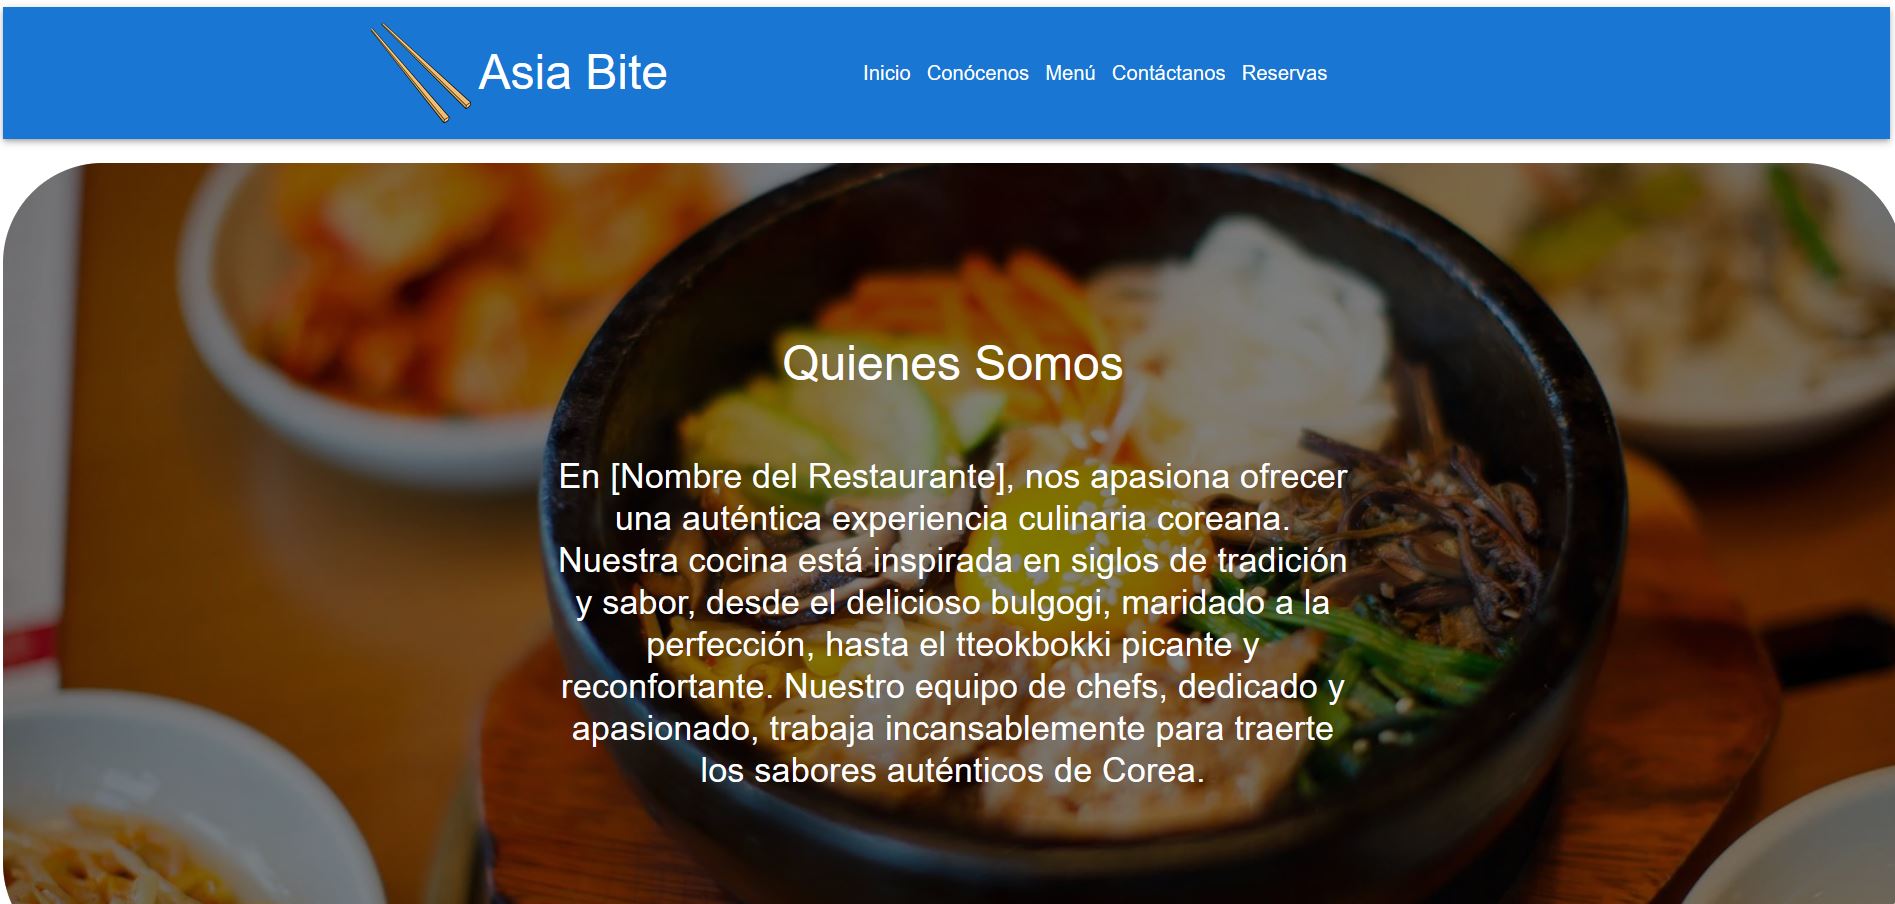 Asia Bite
Inicio Conócenos Menú Contáctanos Reservas
Quienes Somos
En [Nombre del Restaurante], nos apasiona ofrecer
una auténtica experiencia culinaria coreana.
Nuestra cocina está inspirada en siglos de tradición
y sabor, desde el delicioso bulgogi, maridado a la
perfección, hasta el tteokbokki picante y
reconfortante. Nuestro equipo de chefs, dedicado y
apasionado, trabaja incansablemente para traerte
los sabores auténticos de Corea.